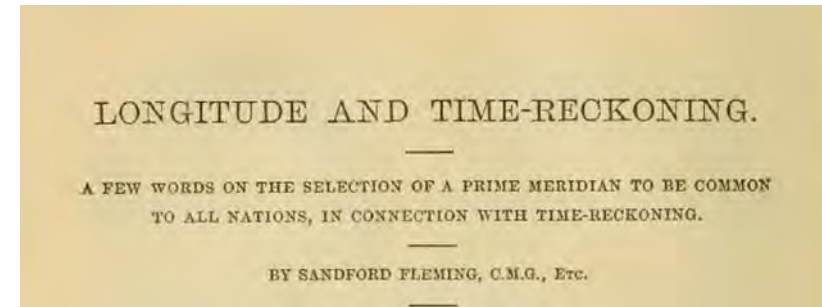 LONGITUDE AND TIME-RECKONING.
A FEW WORDS ON THE SELECTION OF A PRIME MERIDIAN TO BE COMMON
TO ALL NATIONS, IN CONNECTION WITH TIME-RECKONING.
BY SANDFORD FLEMING, C.M.G., ETC.